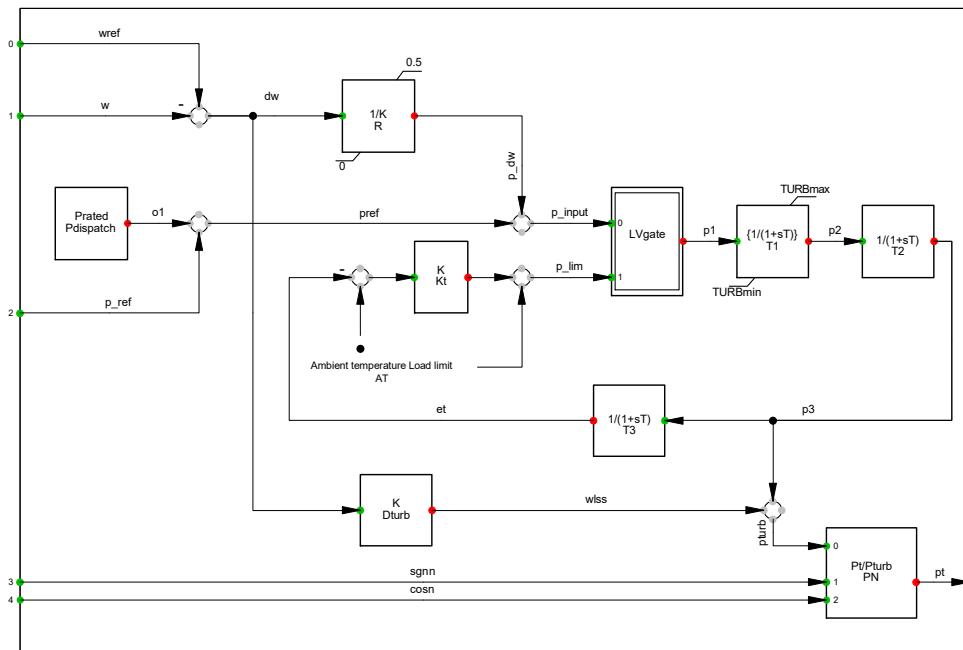 0
wref
-
1
w
dw
0.5
1/K
R
0
p_dw
Prated
Pdispatch
o1
pref
p_input
2
p_ref
-
K
Kt
p_lim
0
LVgate
1
p1
TURBmax
{1/(1+sT)}
T1
TURBmin
p2
1/(1+sT)
T2
Ambient temperature Load limit
AT
et
1/(1+sT)
T3
p3
K
Dturb
wlss
pturb
0
Pt/Pturb
PN
1
2
pt
3
sgnn
4
cosn